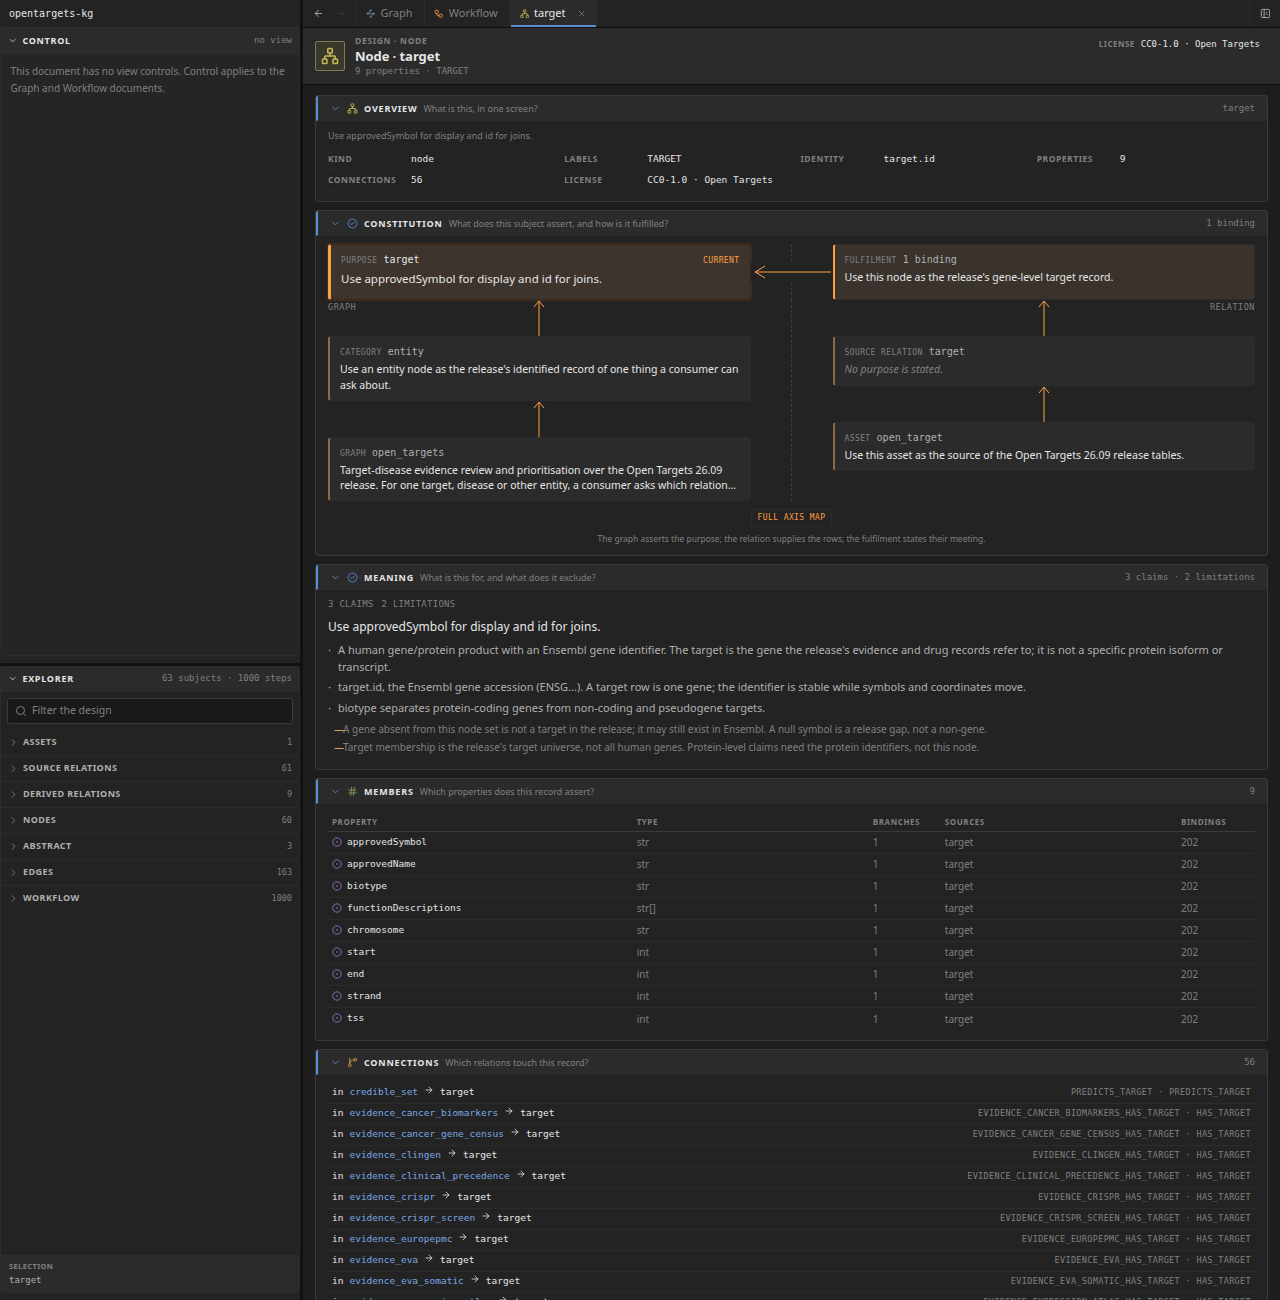 opentargets-kg
CONTROL
no view
This document has no view controls. Control applies to the
Graph and Workflow documents.
EXPLORER
63 subjects · 1000 steps
Filter the design
ASSETS 1
SOURCE RELATIONS 61
DERIVED RELATIONS 9
NODES 60
ABSTRACT 3
EDGES 163
WORKFLOW 1000
SELECTION
target
Graph
Workflow
target
DESIGN · NODE
Node · target
9 properties · TARGET
LICENSE CC0-1.0 · Open Targets
OVERVIEW What is this, in one screen? target
Use approvedSymbol for display and id for joins.
KIND node LABELS TARGET IDENTITY target.id PROPERTIES 9
CONNECTIONS 56 LICENSE CC0-1.0 · Open Targets
CONSTITUTION What does this subject assert, and how is it fulfilled? 1 binding
PURPOSE target CURRENT
Use approvedSymbol for display and id for joins.
FULFILMENT 1 binding
Use this node as the release's gene-level target record.
GRAPH
RELATION
CATEGORY entity
Use an entity node as the release's identified record of one thing a consumer can
ask about.
SOURCE RELATION target
No purpose is stated.
GRAPH open_targets
Target-disease evidence review and prioritisation over the Open Targets 26.09
release. For one target, disease or other entity, a consumer asks which relation...
ASSET open_target
Use this asset as the source of the Open Targets 26.09 release tables.
FULL AXIS MAP
The graph asserts the purpose; the relation supplies the rows; the fulfilment states their meeting.
MEANING What is this for, and what does it exclude? 3 claims · 2 limitations
3 CLAIMS 2 LIMITATIONS
Use approvedSymbol for display and id for joins.
· A human gene/protein product with an Ensembl gene identifier. The target is the gene the release's evidence and drug records refer to; it is not a specific protein isoform or
transcript.
· target.id, the Ensembl gene accession (ENSG...). A target row is one gene; the identifier is stable while symbols and coordinates move.
· biotype separates protein-coding genes from non-coding and pseudogene targets.
— A gene absent from this node set is not a target in the release; it may still exist in Ensembl. A null symbol is a release gap, not a non-gene.
— Target membership is the release's target universe, not all human genes. Protein-level claims need the protein identifiers, not this node.
MEMBERS Which properties does this record assert? 9
PROPERTY TYPE BRANCHES SOURCES BINDINGS
approvedSymbol str 1 target 202
approvedName str 1 target 202
biotype str 1 target 202
functionDescriptions str[] 1 target 202
chromosome str 1 target 202
start int 1 target 202
end int 1 target 202
strand int 1 target 202
tss int 1 target 202
CONNECTIONS Which relations touch this record? 56
in credible_set → target PREDICTS_TARGET · PREDICTS_TARGET
in evidence_cancer_biomarkers → target EVIDENCE_CANCER_BIOMARKERS_HAS_TARGET · HAS_TARGET
in evidence_cancer_gene_census → target EVIDENCE_CANCER_GENE_CENSUS_HAS_TARGET · HAS_TARGET
in evidence_clingen → target EVIDENCE_CLINGEN_HAS_TARGET · HAS_TARGET
in evidence_clinical_precedence → target EVIDENCE_CLINICAL_PRECEDENCE_HAS_TARGET · HAS_TARGET
in evidence_crispr → target EVIDENCE_CRISPR_HAS_TARGET · HAS_TARGET
in evidence_crispr_screen → target EVIDENCE_CRISPR_SCREEN_HAS_TARGET · HAS_TARGET
in evidence_europepmc → target EVIDENCE_EUROPEPMC_HAS_TARGET · HAS_TARGET
in evidence_eva → target EVIDENCE_EVA_HAS_TARGET · HAS_TARGET
in evidence_eva_somatic → target EVIDENCE_EVA_SOMATIC_HAS_TARGET · HAS_TARGET